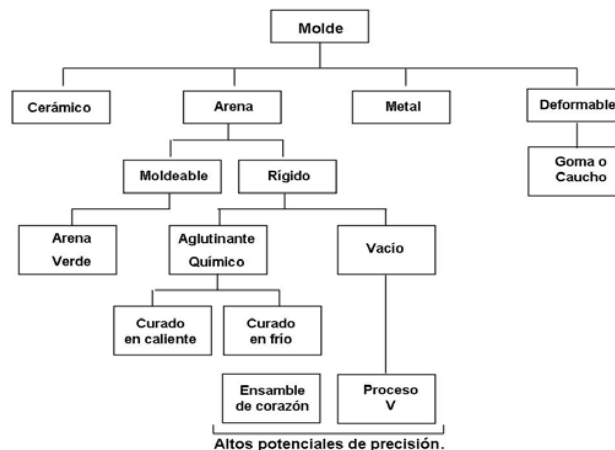 Molde
Cerámico
Arena
Metal
Deformable
Moldeable
Rígido
Goma o
Caucho
Arena
Verde
Aglutinante
Químico
Vacío
Curado
en caliente
Curado
en frío
Ensamble
de corazón
Proceso
V
Altos potenciales de precisión.